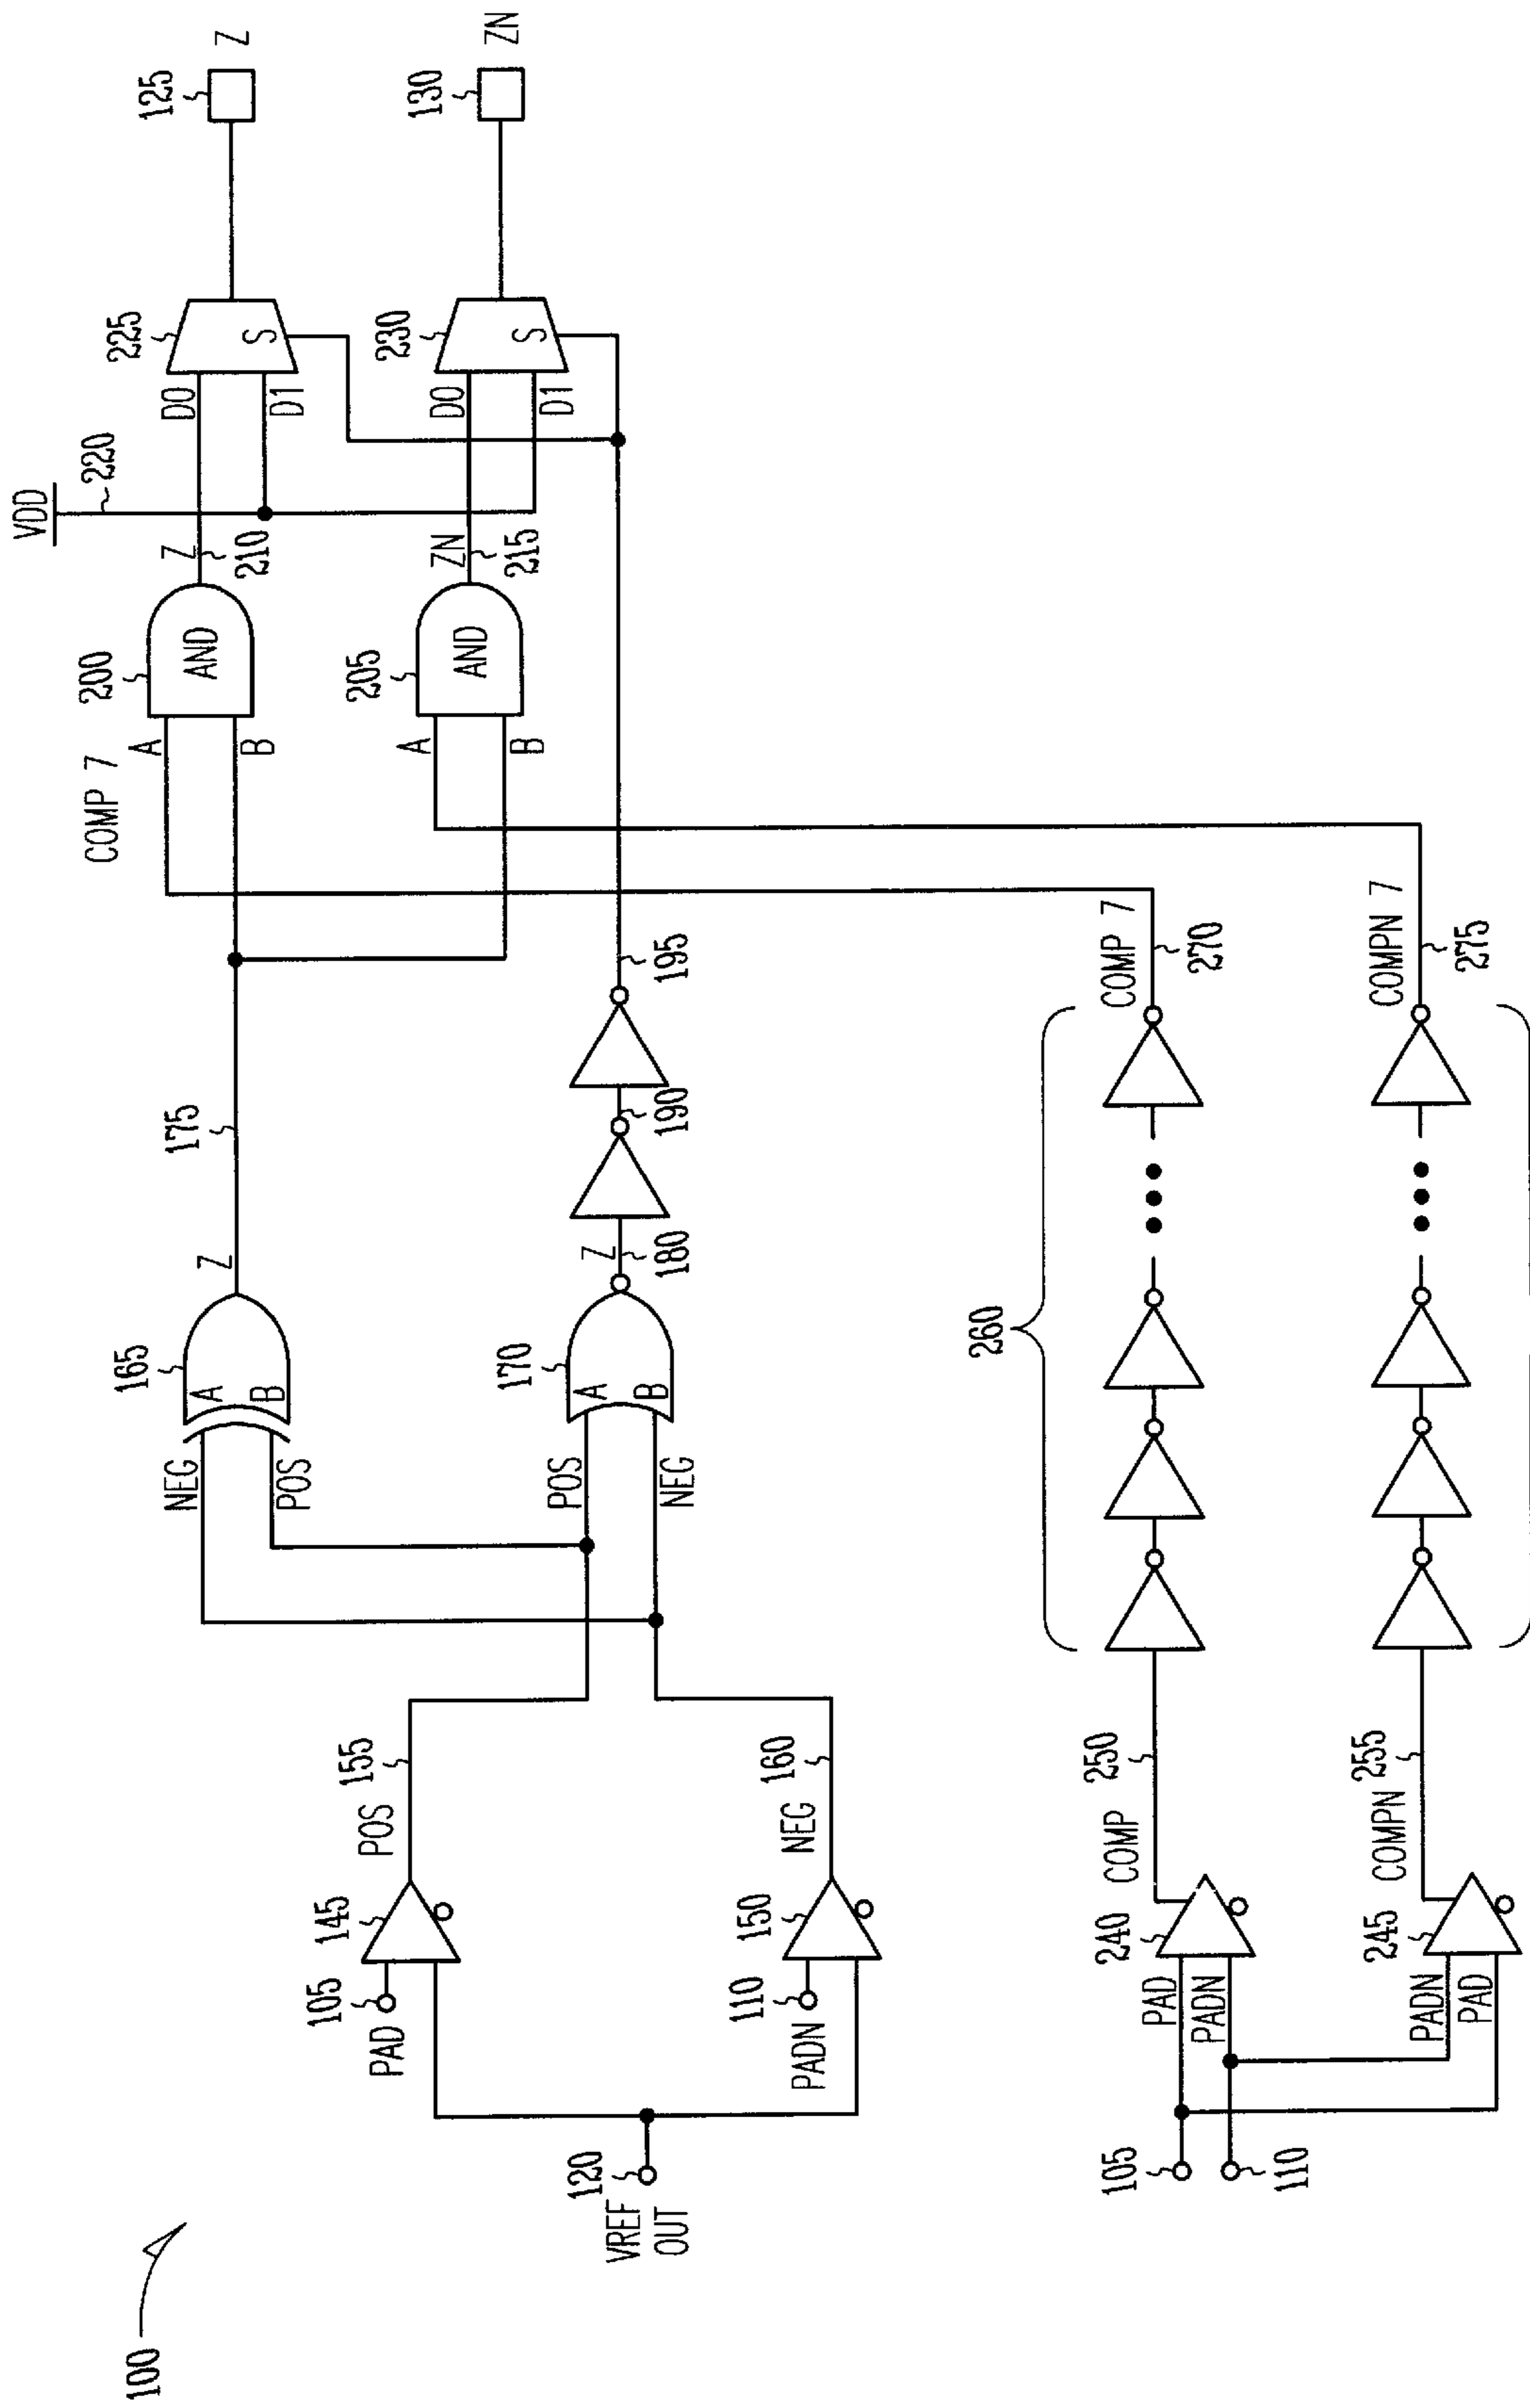 100
VDD
220
COMP 7
A
B
200
AND
Z
210
D0
D1
225
S
125
Z
A
B
205
AND
ZN
215
D0
D1
230
S
130
ZN
165
NEG
POS
A
B
Z
175
170
POS
NEG
A
B
Z
180
190
195
105
PAD
145
POS
155
120
VREF
OUT
110
PADN
150
NEG
160
105
110
PAD
PADN
240
COMP
250
260
COMP 7
270
PADN
PAD
245
COMPN
255
COMPN 7
275